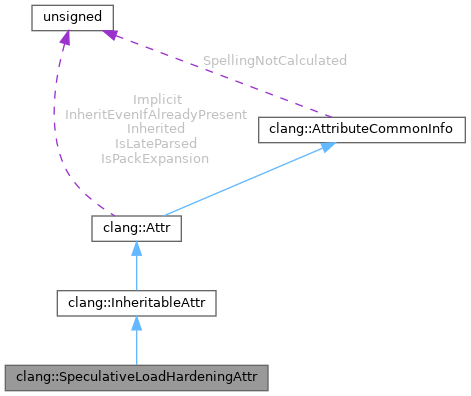 unsigned
SpellingNotCalculated
Implicit
InheritEvenIfAlreadyPresent
Inherited
IsLateParsed
IsPackExpansion
clang::AttributeCommonInfo
clang::Attr
clang::InheritableAttr
clang::SpeculativeLoadHardeningAttr